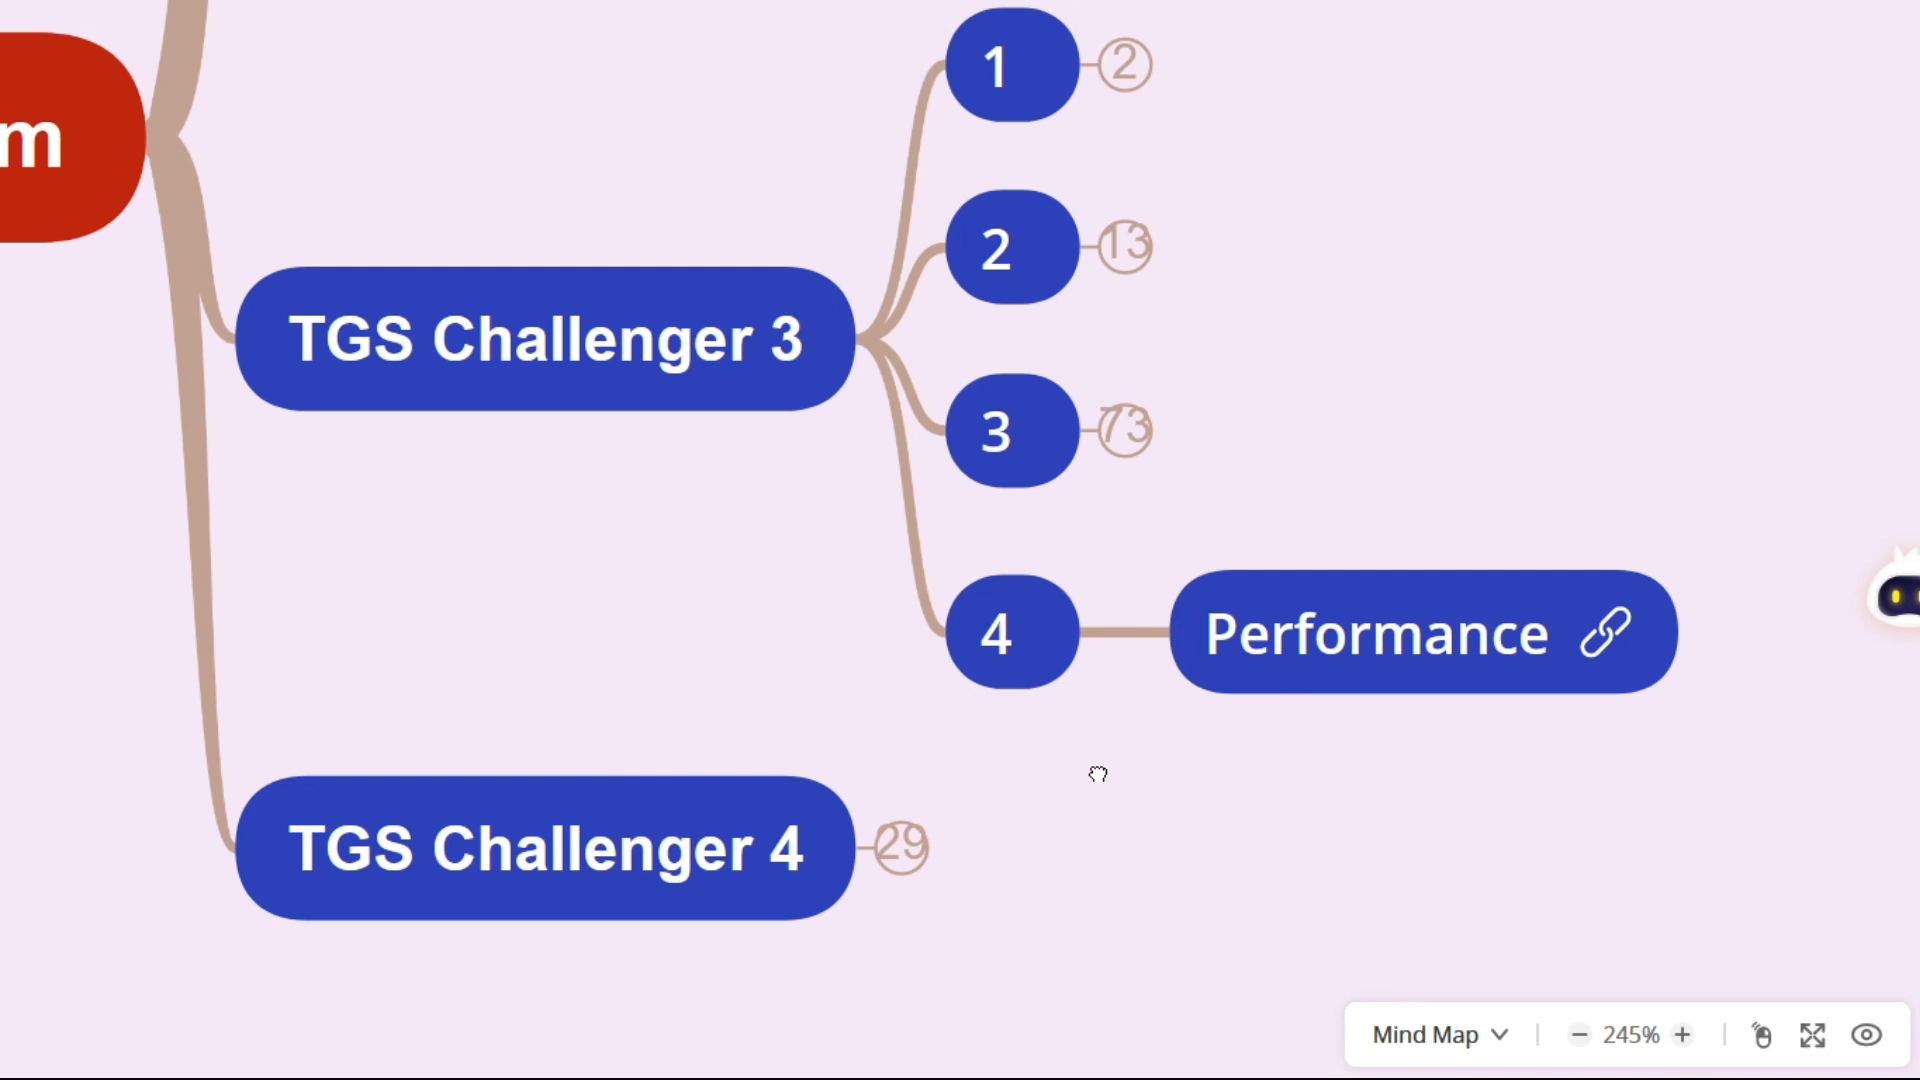 m
1
2
2
13
TGS Challenger 3
3
73
4
Performance
TGS Challenger 4
29
Mind Map
245%